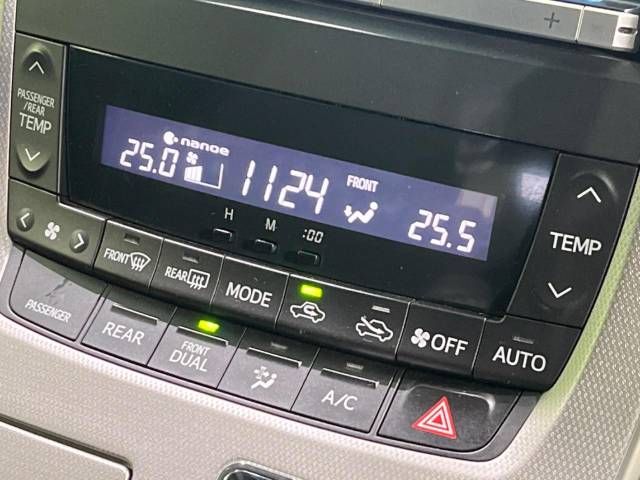 PASSENGER
/REAR
TEMP
nanoe
25.0
11 24
FRONT
25.5
TEMP
H
M
:00
FRONT
REAR
MODE
OFF
AUTO
PASSENGER
REAR
FRONT
DUAL
A/C